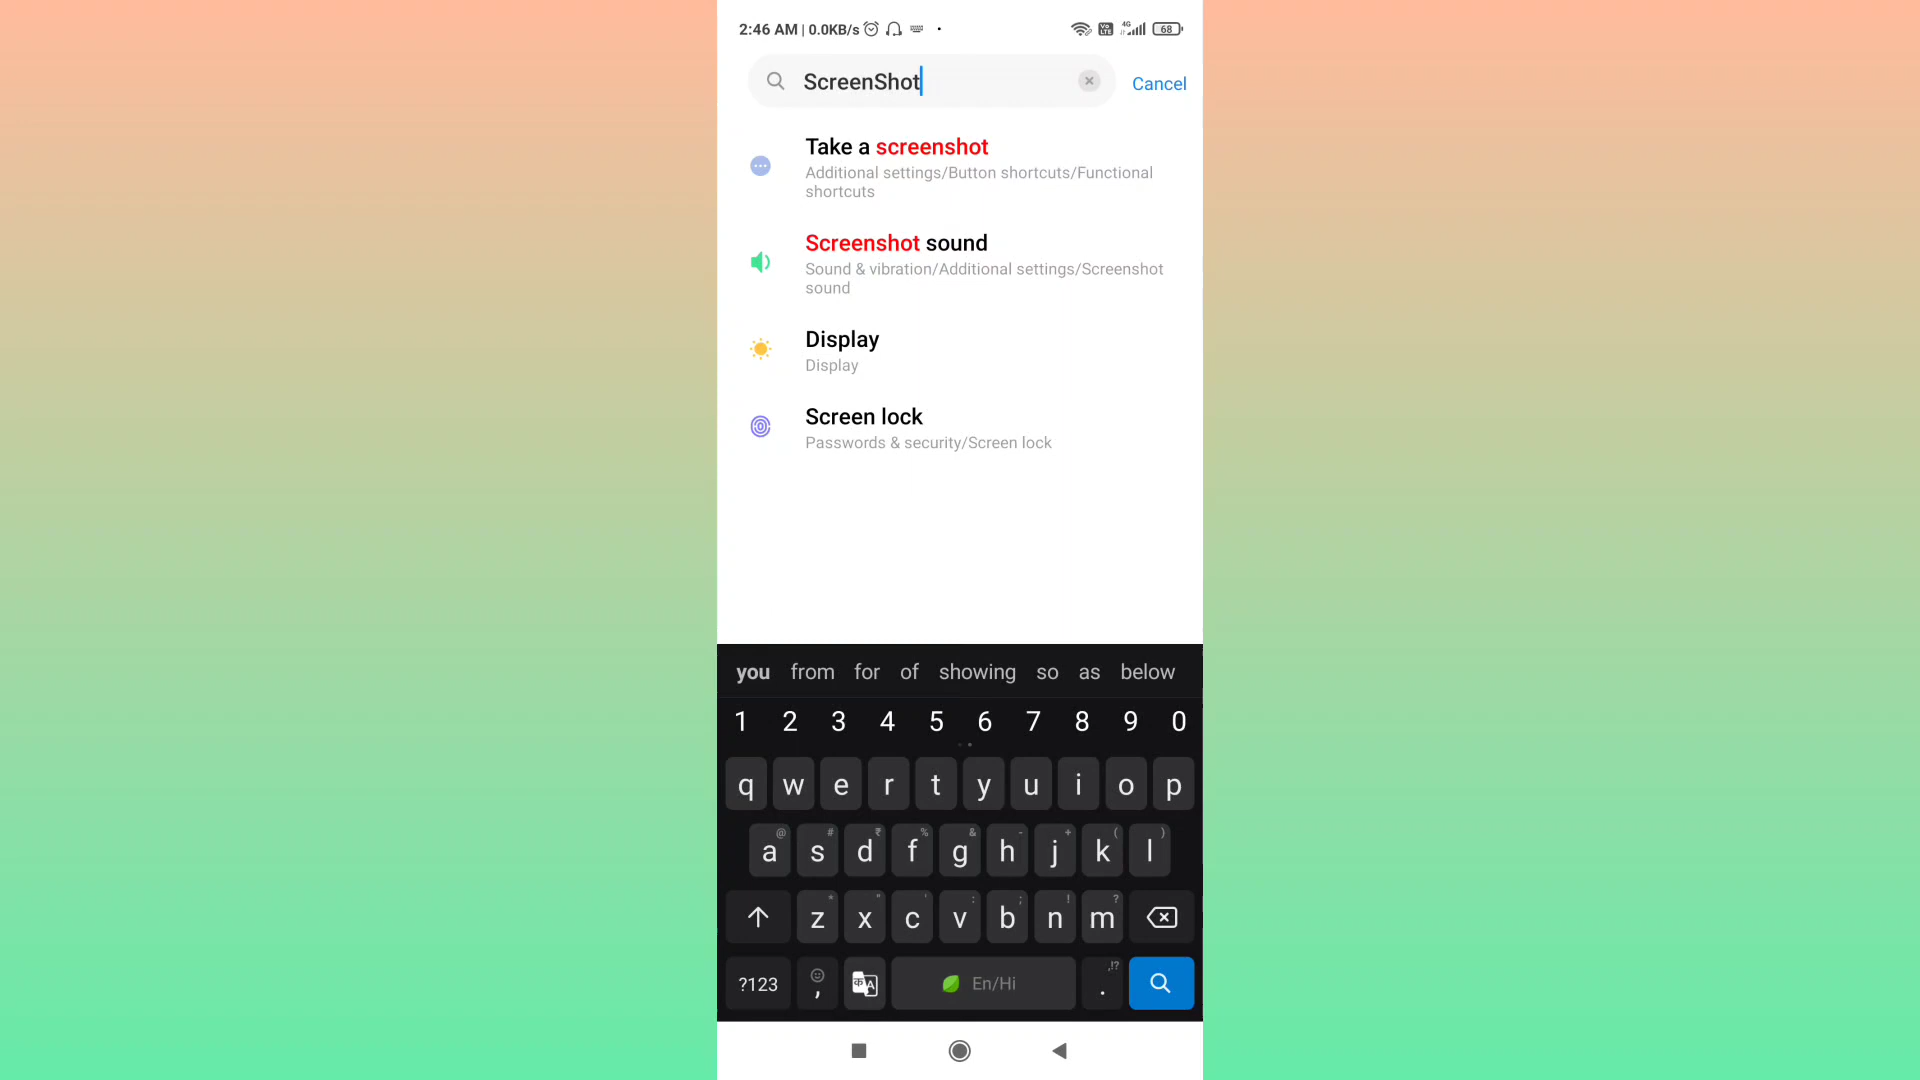 2:46 AM | 0.0KB/s 4G 68
ScreenShot Cancel
Take a screenshot
Additional settings/Button shortcuts/Functional
shortcuts
Screenshot sound
Sound & vibration/Additional settings/Screenshot
sound
Display
Display
Screen lock
Passwords & security/Screen lock
you from for of showing so as below
1 2 3 4 5 6 7 8 9 0
q w e r t y u i o p
@ # ₹ % & - + ( )
a s d f g h j k l
* " ' : ; ! ?
z x c v b n m
,!?
?123 , क A En/Hi .